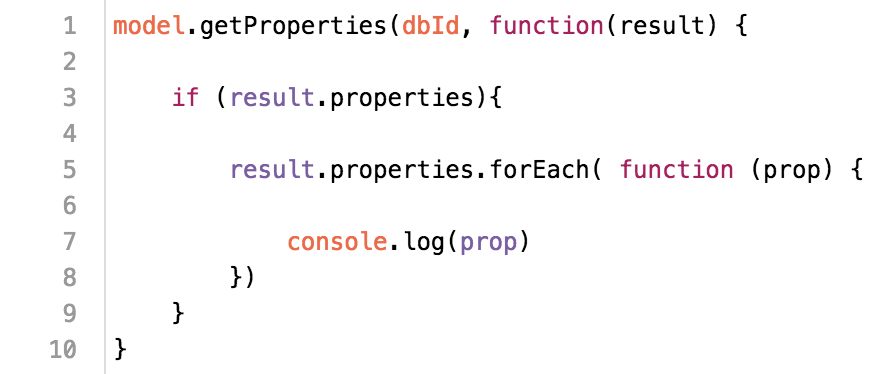 1 model.getProperties(dbId, function(result) {
2
3     if (result.properties){
4
5         result.properties.forEach( function (prop) {
6
7             console.log(prop)
8         })
9     }
10 }